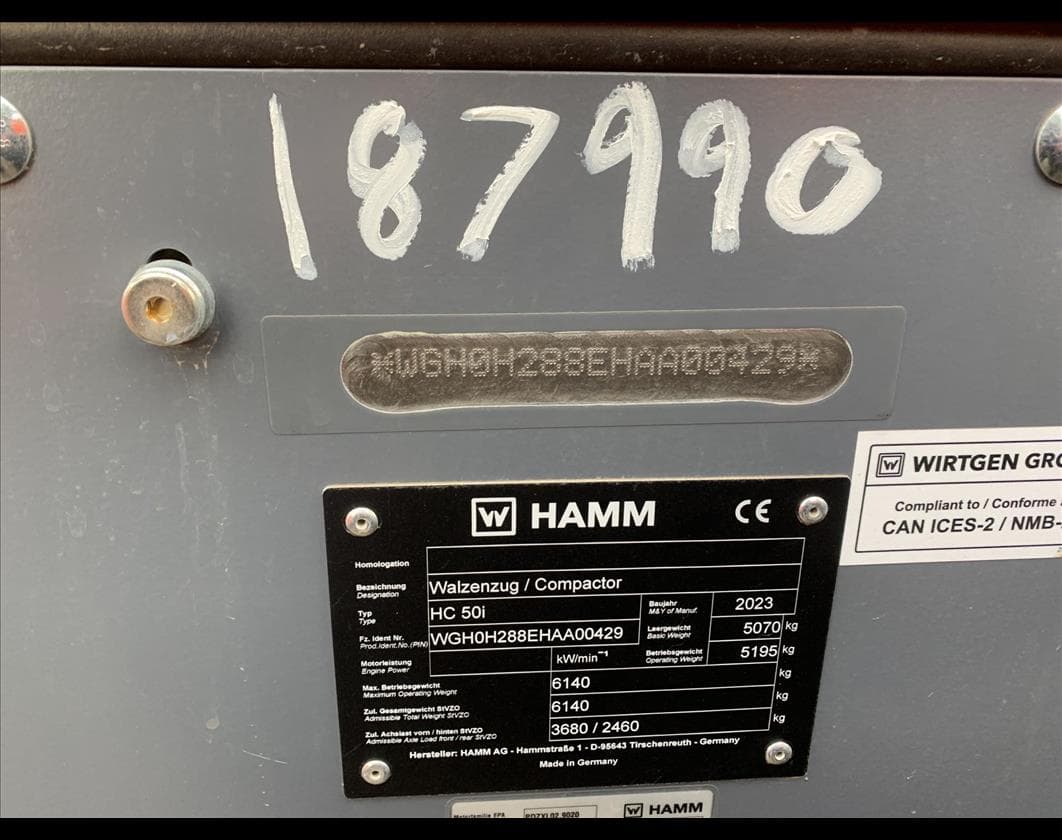 187990
*WGH0H288EHAA00429*
W WIRTGEN GRO
Compliant to / Conforme
CAN ICES-2 / NMB-
W HAMM CE
Homologation
Bezeichnung
Designation
Walzenzug / Compactor
Typ
Type
HC 50i
Baujahr
M&Y of Manuf.
2023
Fz. Ident Nr.
Prod.Ident.No.(PIN)
WGH0H288EHAA00429
Leergewicht
Basic Weight
5070 kg
Motorleistung
Engine Power
kW/min⁻¹
Betriebsgewicht
Operating Weight
5195 kg
Max. Betriebsgewicht
Maximum Operating Weight
6140 kg
Zul. Gesamtgewicht StVZO
Admissible Total Weight StVZO
6140 kg
Zul. Achslast vorn / hinten StVZO
Admissible Axle Load front / rear StVZO
3680 / 2460 kg
Hersteller: HAMM AG - Hammstraße 1 - D-95643 Tirschenreuth - Germany
Made in Germany
W HAMM